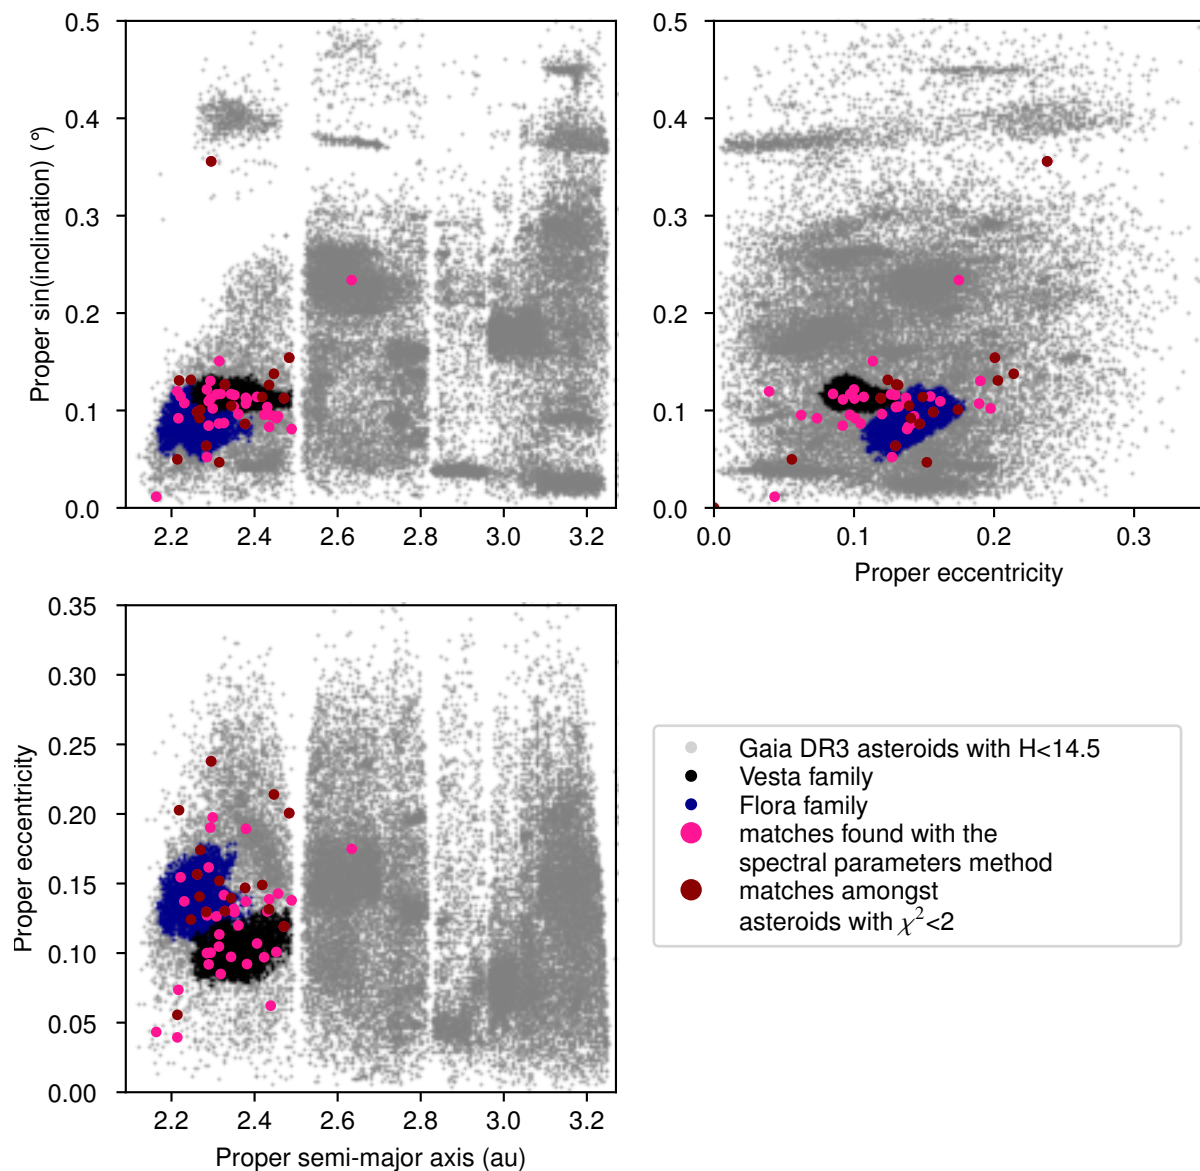 0.5
0.4
0.3
0.2
0.1
0.0
Proper sin(inclination) (°)
2.2 2.4 2.6 2.8 3.0 3.2
0.5
0.4
0.3
0.2
0.1
0.0
0.0 0.1 0.2 0.3
Proper eccentricity
0.35
0.30
0.25
0.20
0.15
0.10
0.05
0.00
Proper eccentricity
2.2 2.4 2.6 2.8 3.0 3.2
Proper semi-major axis (au)
Gaia DR3 asteroids with H<14.5
Vesta family
Flora family
matches found with the
spectral parameters method
matches amongst
asteroids with χ²<2